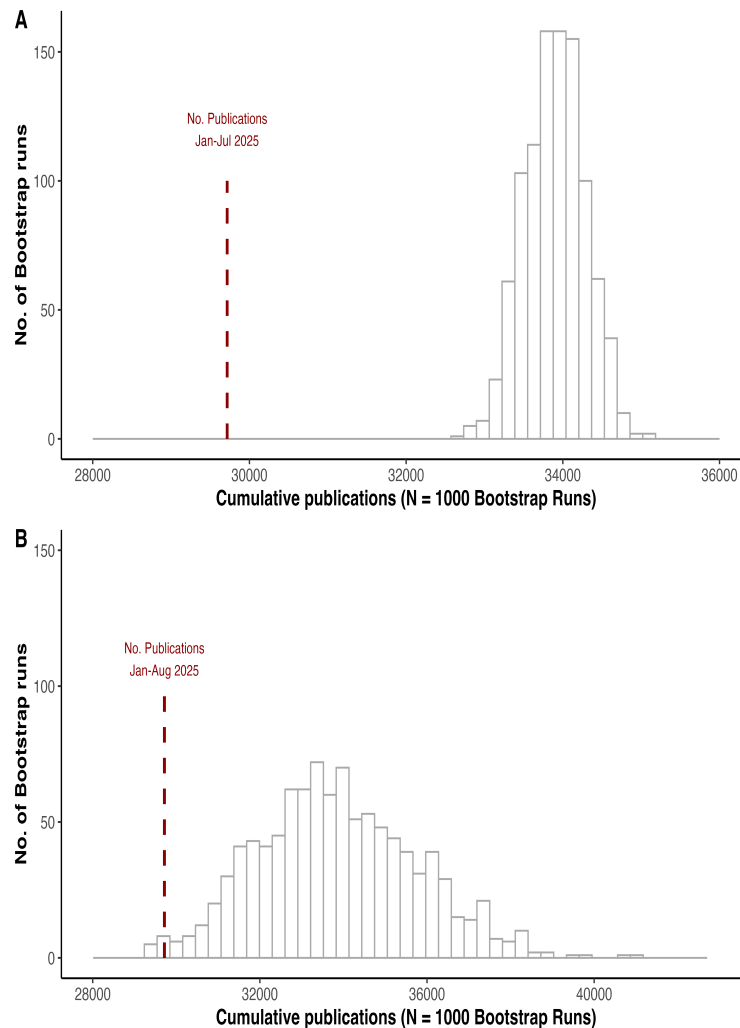 A
150
No. Publications
Jan-Jul 2025
100
50
0
No. of Bootstrap runs
28000 30000 32000 34000 36000
Cumulative publications (N = 1000 Bootstrap Runs)
B
150
No. Publications
Jan-Aug 2025
100
50
0
No. of Bootstrap runs
28000 32000 36000 40000
Cumulative publications (N = 1000 Bootstrap Runs)